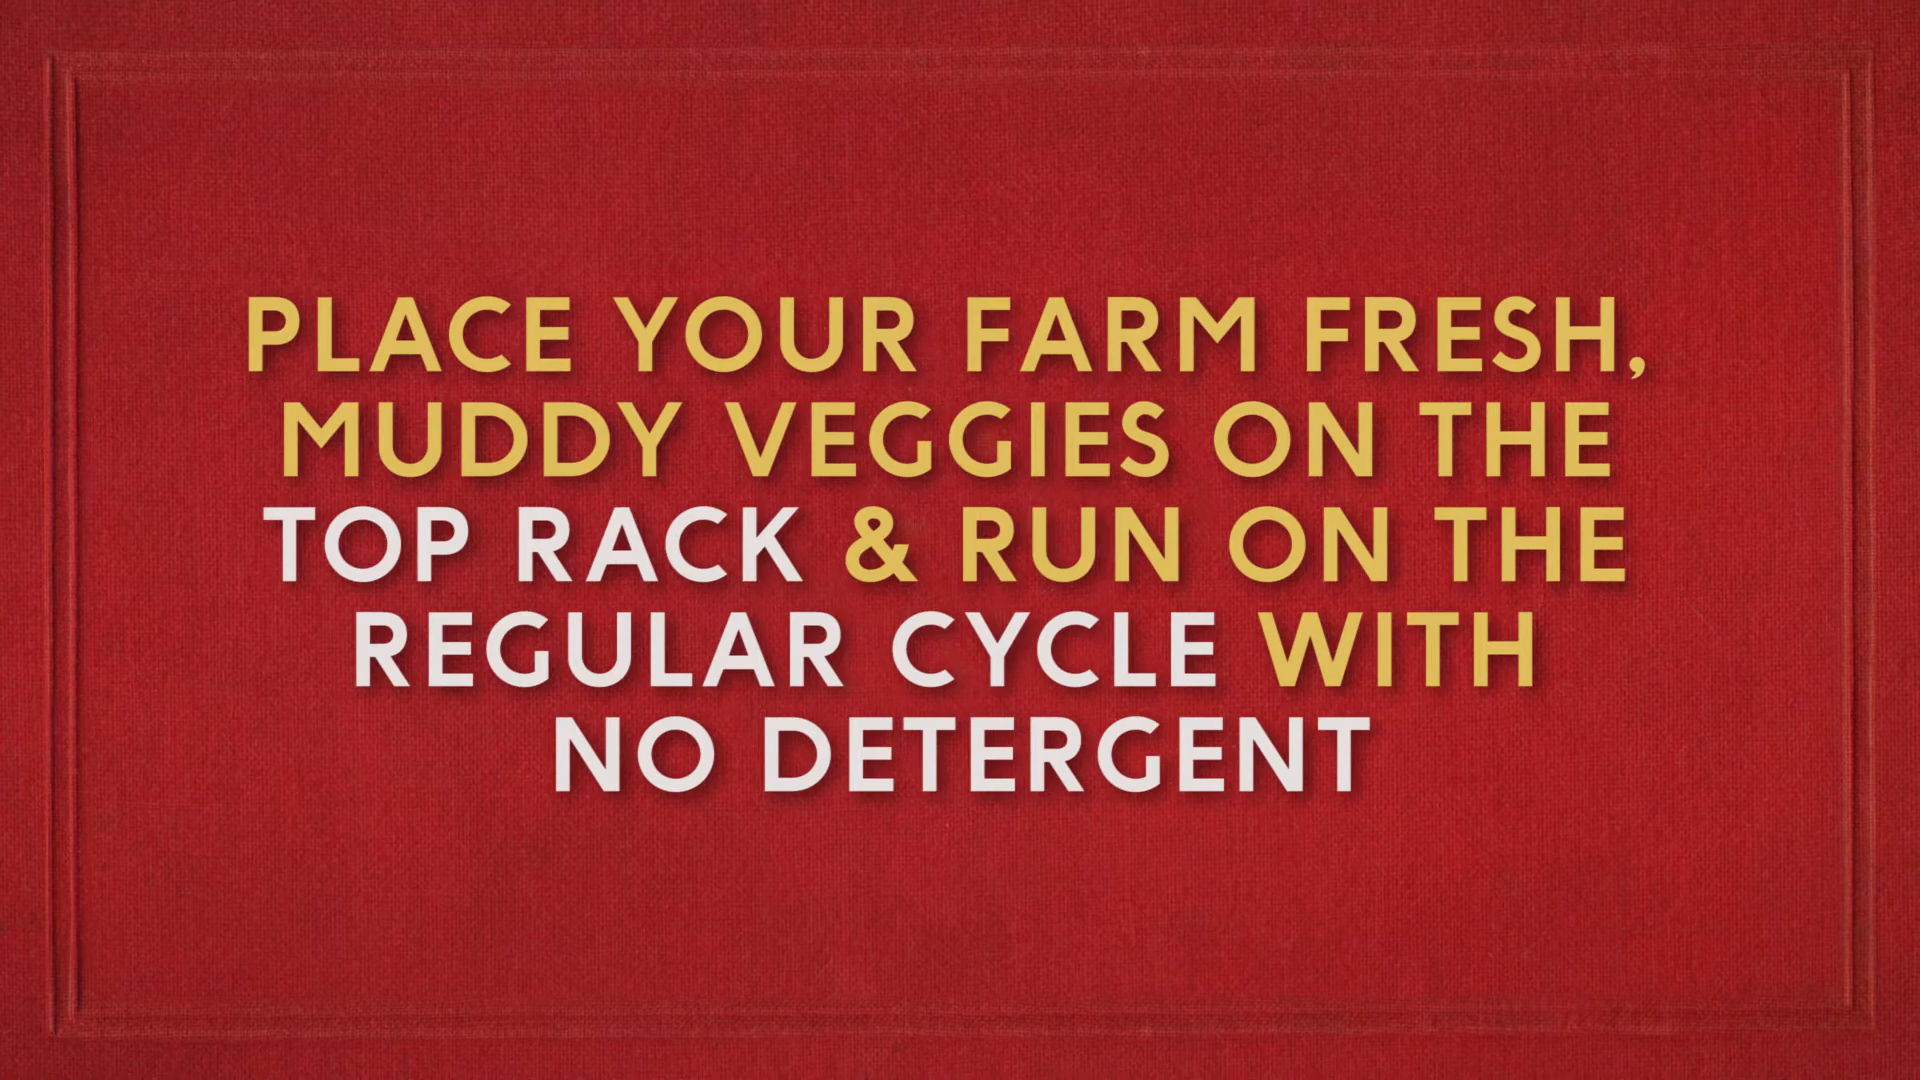 PLACE YOUR FARM FRESH,
MUDDY VEGGIES ON THE
TOP RACK & RUN ON THE
REGULAR CYCLE WITH
NO DETERGENT